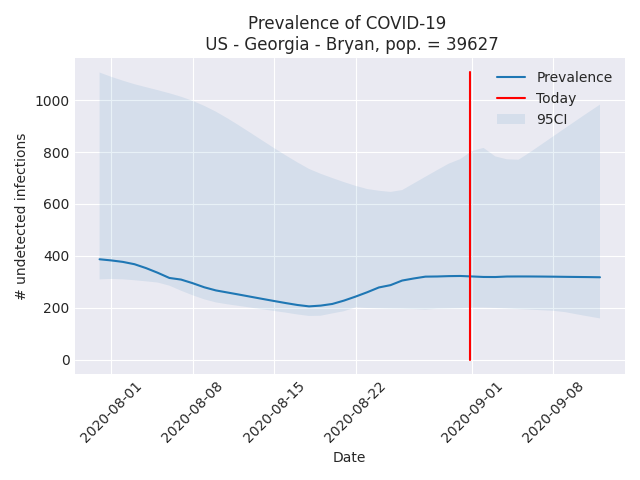 Prevalence of COVID-19
US - Georgia - Bryan, pop. = 39627
Prevalence
Today
95CI
# undetected infections
1000
800
600
400
200
0
2020-08-01
2020-08-08
2020-08-15
2020-08-22
2020-09-01
2020-09-08
Date